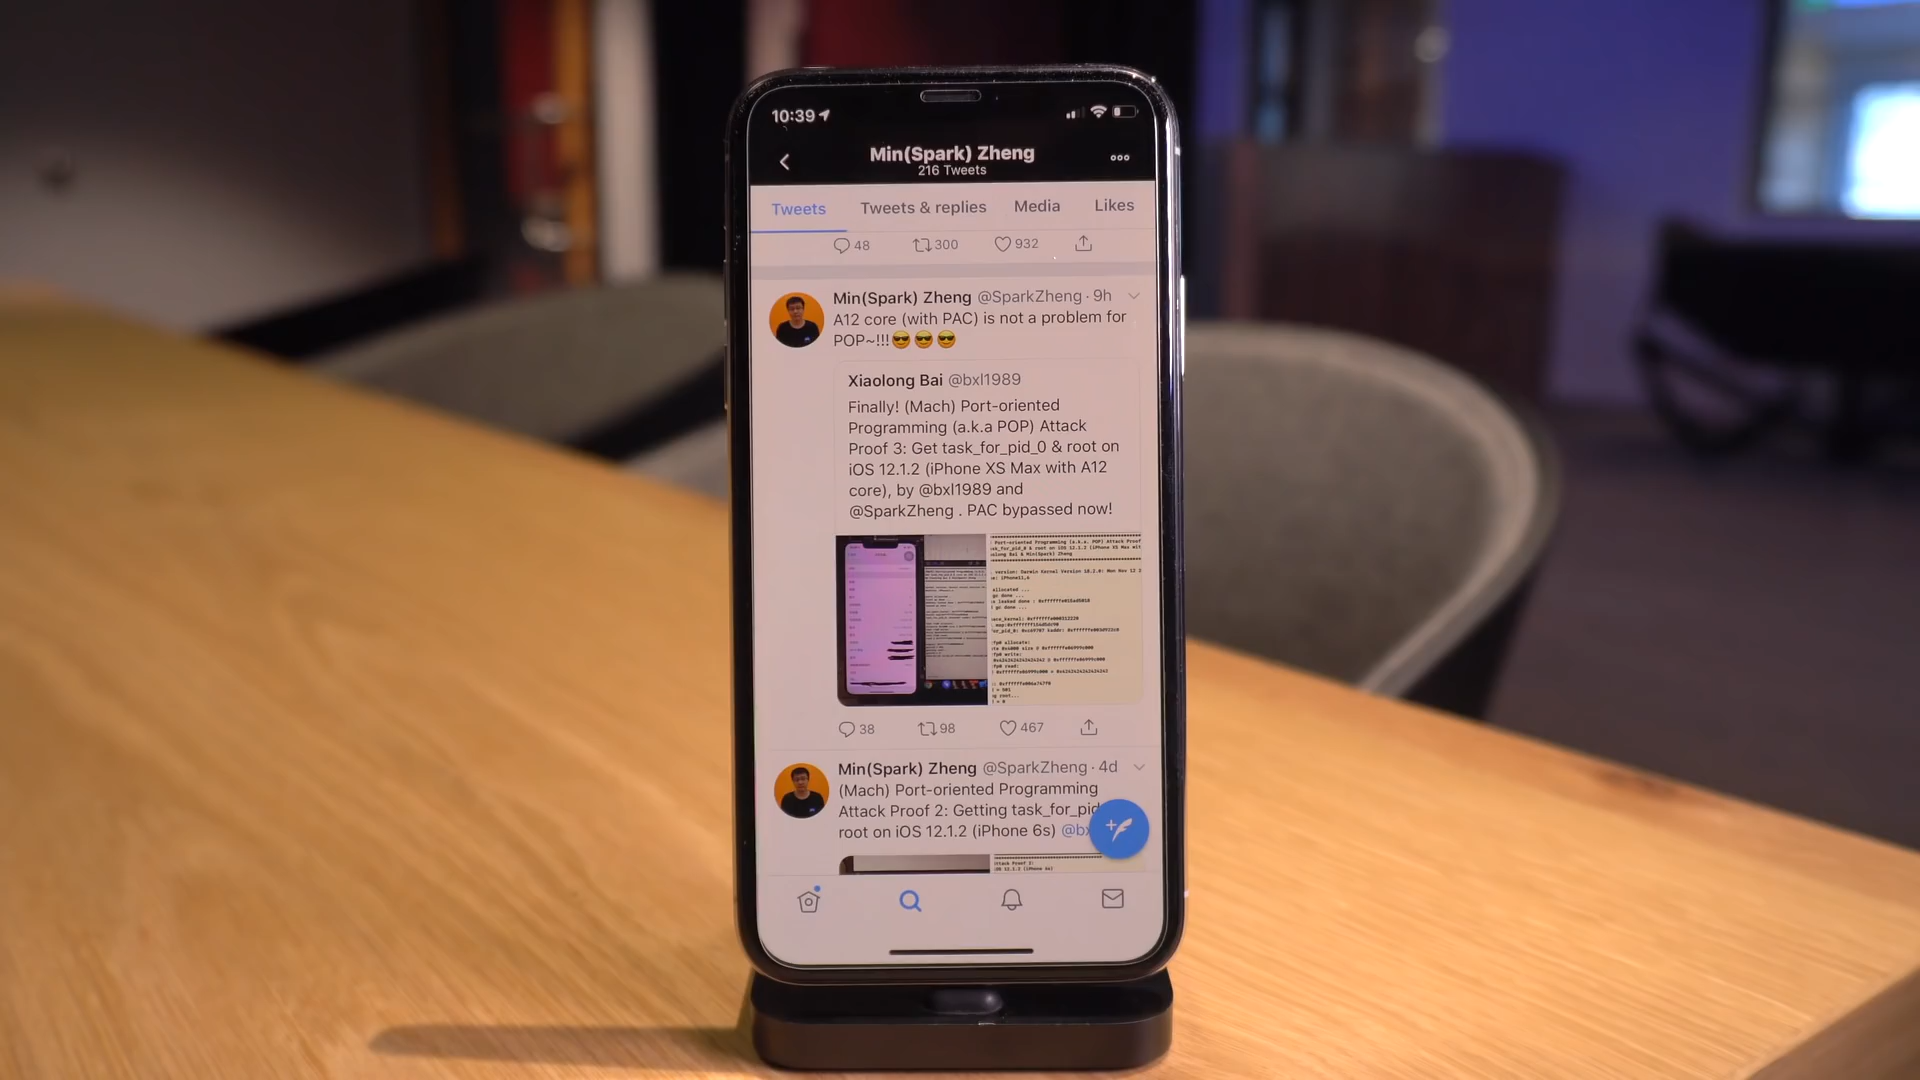 10:39
Min(Spark) Zheng
216 Tweets
Tweets Tweets & replies Media Likes
48 300 932
Min(Spark) Zheng @SparkZheng · 9h
A12 core (with PAC) is not a problem for
POP~!!!😎😎😎
Xiaolong Bai @bxl1989
Finally! (Mach) Port-oriented
Programming (a.k.a POP) Attack
Proof 3: Get task_for_pid_0 & root on
iOS 12.1.2 (iPhone XS Max with A12
core), by @bxl1989 and
@SparkZheng . PAC bypassed now!
38 98 467
Min(Spark) Zheng @SparkZheng · 4d
(Mach) Port-oriented Programming
Attack Proof 2: Getting task_for_pid
root on iOS 12.1.2 (iPhone 6s) @bx